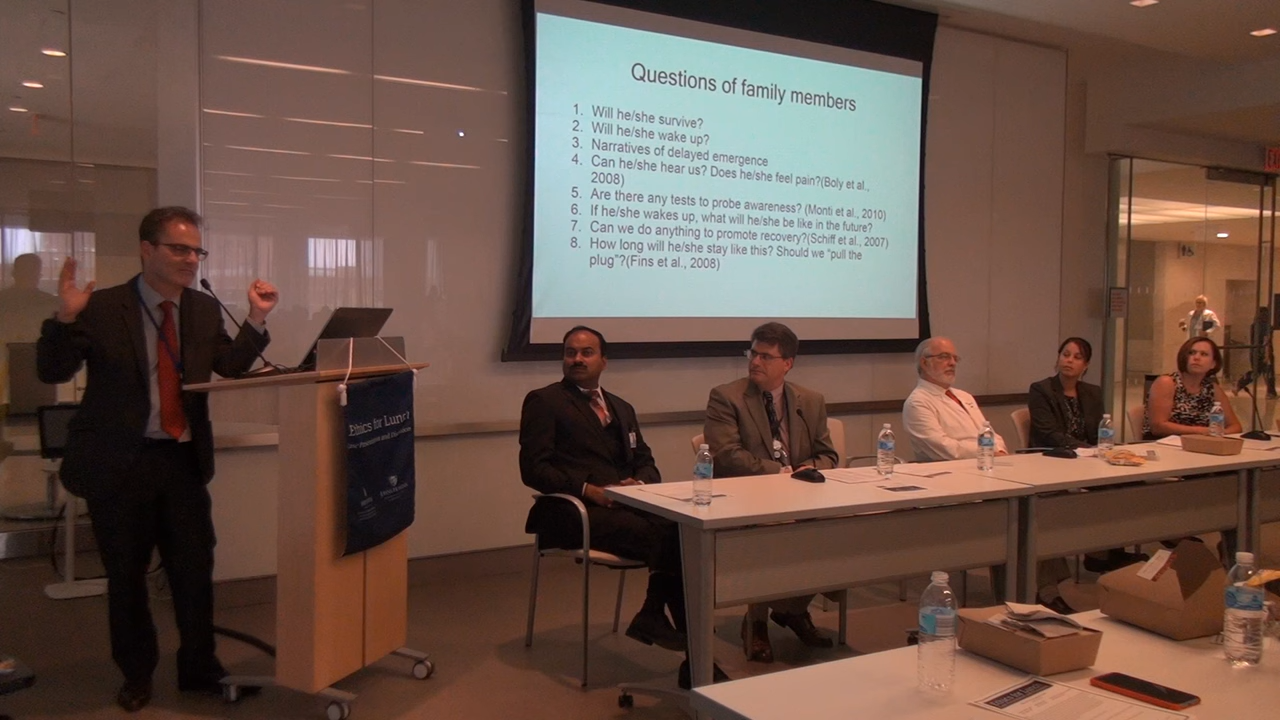 Questions of family members
1. Will he/she survive?
2. Will he/she wake up?
3. Narratives of delayed emergence
4. Can he/she hear us? Does he/she feel pain?(Boly et al.,
2008)
5. Are there any tests to probe awareness? (Monti et al., 2010)
6. If he/she wakes up, what will he/she be like in the future?
7. Can we do anything to promote recovery?(Schiff et al., 2007)
8. How long will he/she stay like this? Should we "pull the
plug"?(Fins et al., 2008)
Ethics for Lunch